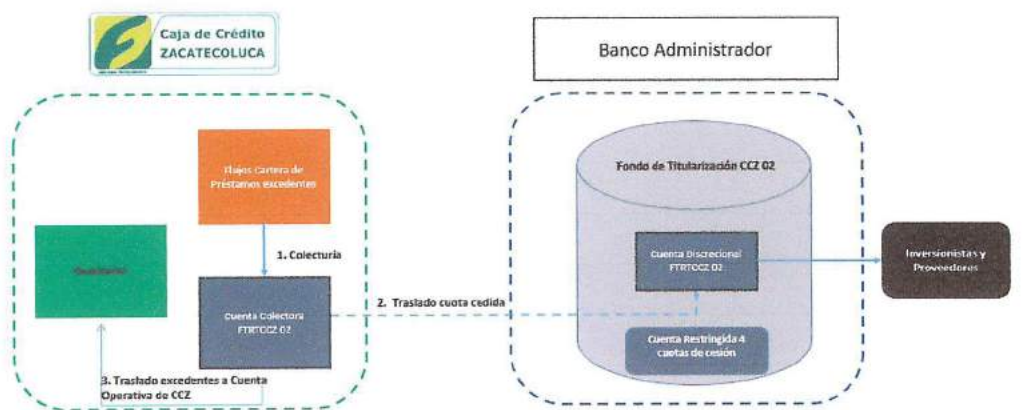 Caja de Crédito
ZACATECOLUCA
Banco Administrador
Flujos Cartera de
Préstamos excedentes
Fondo de Titularización CCZ 02
1. Colecturía
Cuenta Discrecional
FTRTCCZ 02
Inversionistas y
Proveedores
Cuenta Colectora
FTRTCCZ 02
2. Traslado cuota cedida
Cuenta Restringida 4
cuotas de cesión
3. Traslado excedentes a Cuenta
Operativa de CCZ